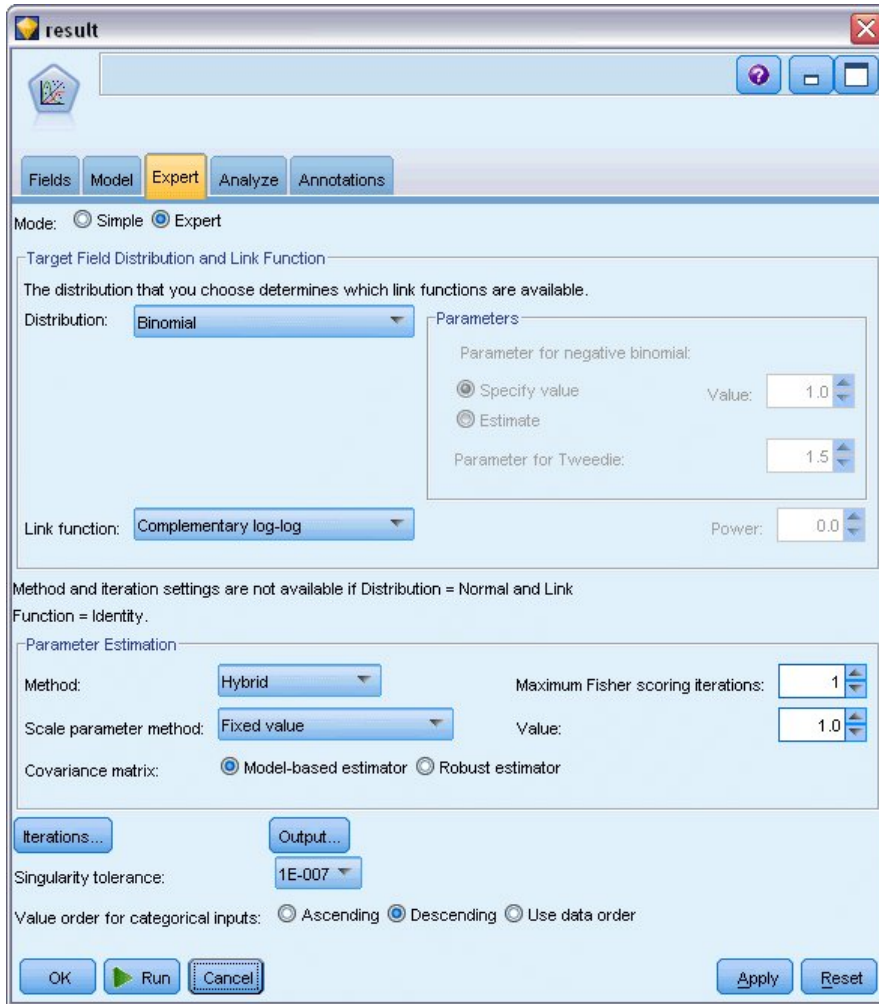 result
Fields Model Expert Analyze Annotations
Mode: Simple Expert
Target Field Distribution and Link Function
The distribution that you choose determines which link functions are available.
Distribution: Binomial
Parameters
Parameter for negative binomial:
Specify value Value: 1.0
Estimate
Parameter for Tweedie: 1.5
Link function: Complementary log-log Power: 0.0
Method and iteration settings are not available if Distribution = Normal and Link
Function = Identity.
Parameter Estimation
Method: Hybrid Maximum Fisher scoring iterations: 1
Scale parameter method: Fixed value Value: 1.0
Covariance matrix: Model-based estimator Robust estimator
Iterations... Output...
Singularity tolerance: 1E-007
Value order for categorical inputs: Ascending Descending Use data order
OK Run Cancel Apply Reset